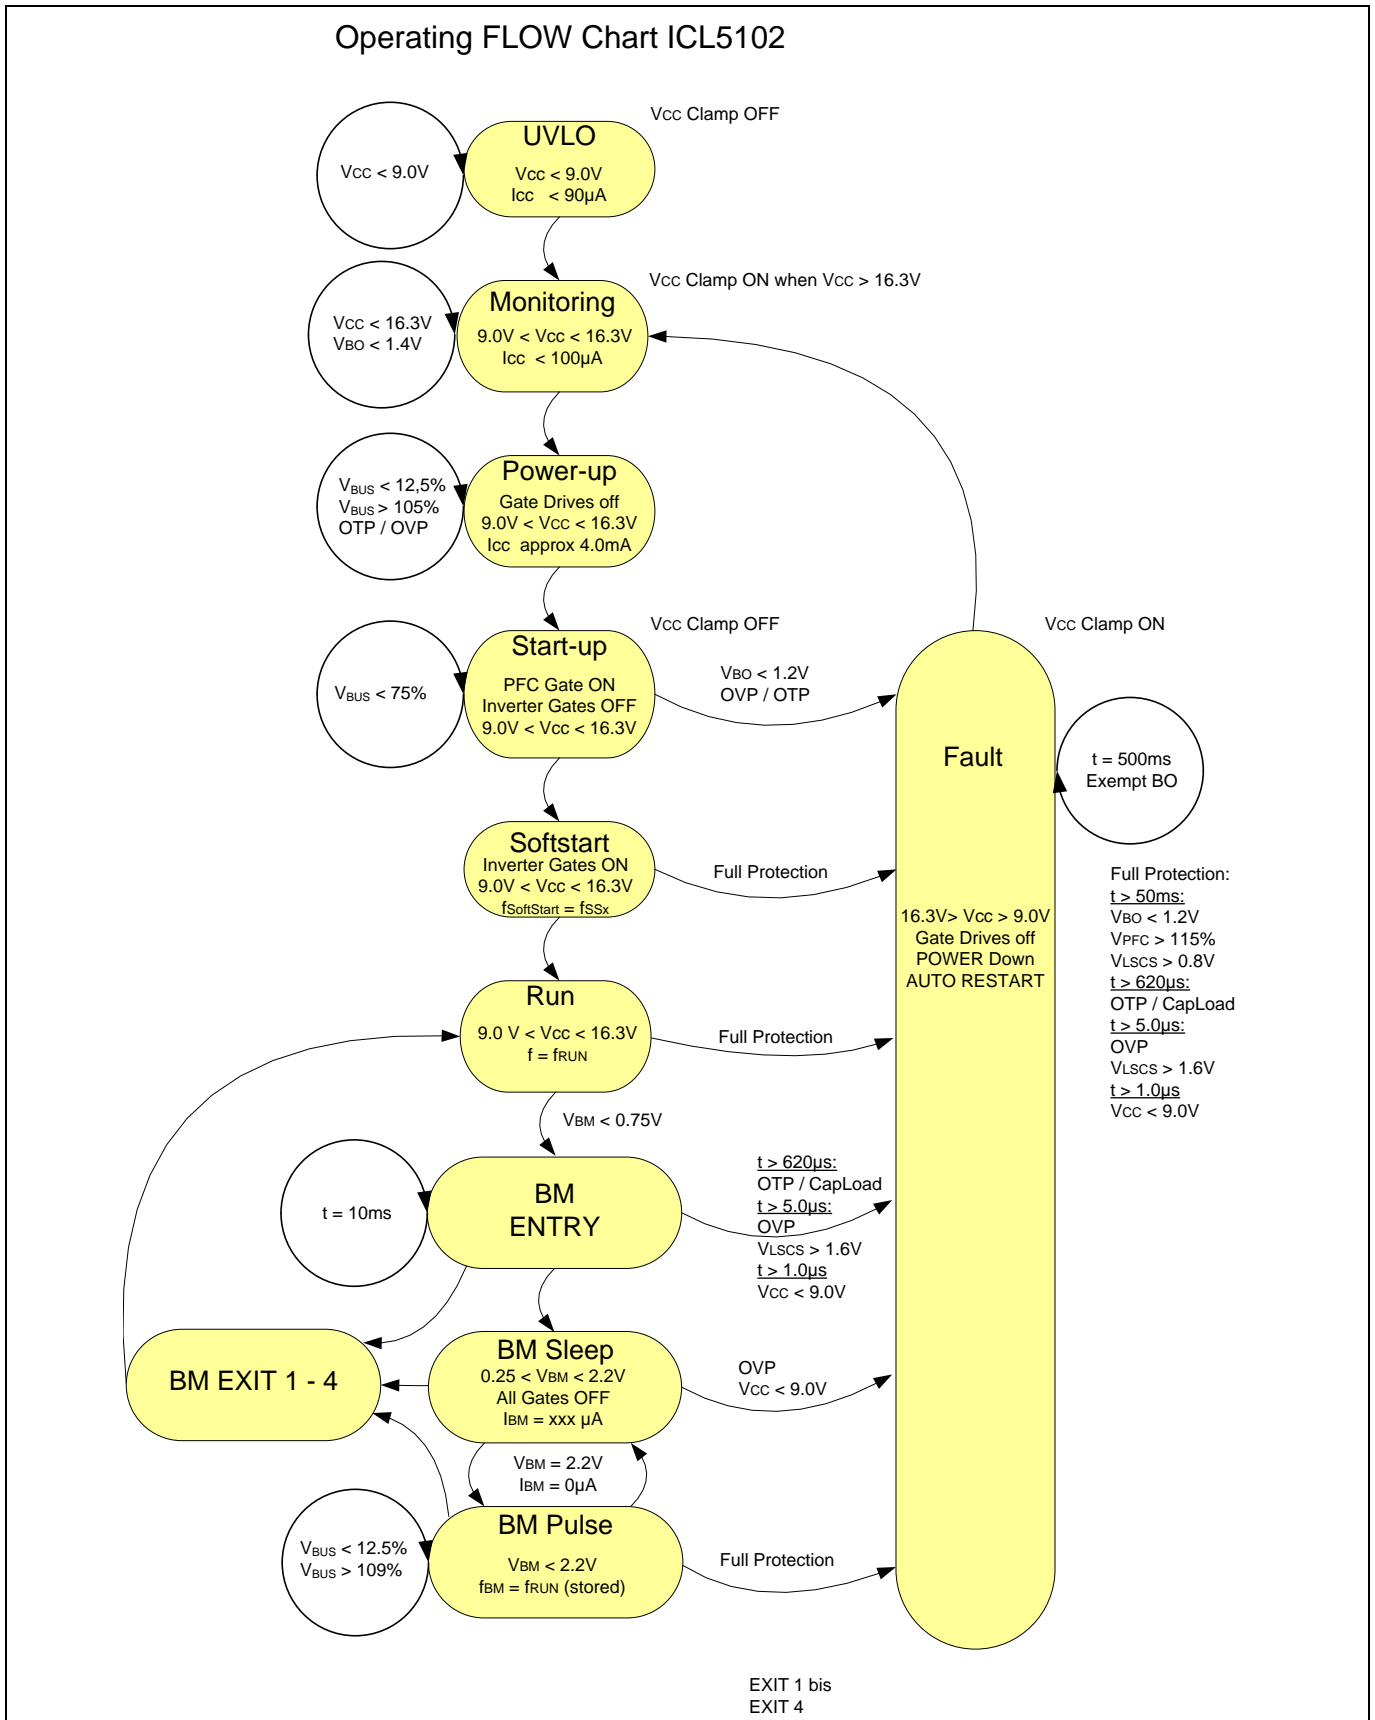 Operating FLOW Chart ICL5102
Vcc Clamp OFF
UVLO
Vcc < 9.0V
Vcc < 9.0V
Icc < 90µA
Vcc Clamp ON when Vcc > 16.3V
Monitoring
Vcc < 16.3V
VBO < 1.4V
9.0V < Vcc < 16.3V
Icc < 100µA
Power-up
VBUS < 12,5%
VBUS > 105%
OTP / OVP
Gate Drives off
9.0V < Vcc < 16.3V
Icc approx 4.0mA
Vcc Clamp OFF
Vcc Clamp ON
Start-up
VBUS < 75%
PFC Gate ON
Inverter Gates OFF
9.0V < Vcc < 16.3V
VBO < 1.2V
OVP / OTP
Fault
t = 500ms
Exempt BO
Softstart
Inverter Gates ON
9.0V < Vcc < 16.3V
fSoftStart = fSSx
Full Protection
16.3V> Vcc > 9.0V
Gate Drives off
POWER Down
AUTO RESTART
Full Protection:
t > 50ms:
VBO < 1.2V
VPFC > 115%
VLSCS > 0.8V
t > 620µs:
OTP / CapLoad
t > 5.0µs:
OVP
VLSCS > 1.6V
t > 1.0µs
Vcc < 9.0V
Run
9.0 V < Vcc < 16.3V
f = fRUN
Full Protection
VBM < 0.75V
t = 10ms
BM
ENTRY
t > 620µs:
OTP / CapLoad
t > 5.0µs:
OVP
VLSCS > 1.6V
t > 1.0µs
Vcc < 9.0V
BM EXIT 1 - 4
BM Sleep
0.25 < VBM < 2.2V
All Gates OFF
IBM = xxx µA
OVP
Vcc < 9.0V
VBM = 2.2V
IBM = 0µA
BM Pulse
VBUS < 12.5%
VBUS > 109%
VBM < 2.2V
fBM = fRUN (stored)
Full Protection
EXIT 1 bis
EXIT 4